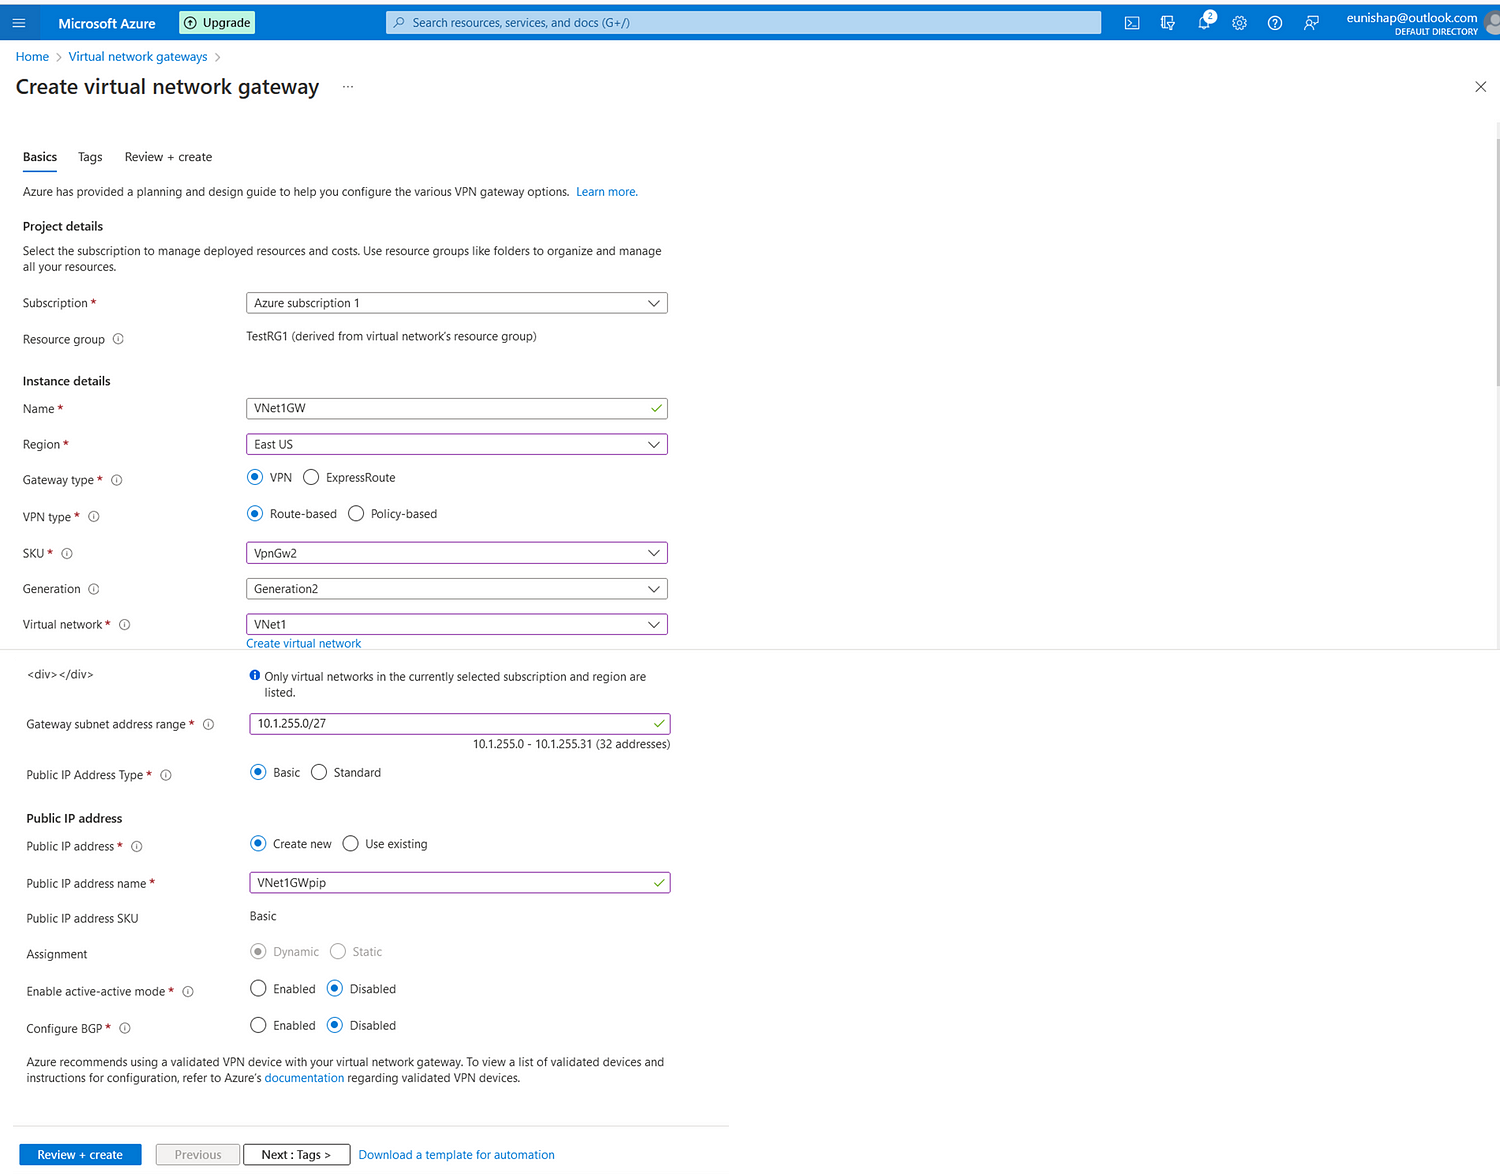 Microsoft Azure
Upgrade
Search resources, services, and docs (G+/)
2
eunishap@outlook.com
DEFAULT DIRECTORY
Home > Virtual network gateways >
Create virtual network gateway ...
Basics Tags Review + create
Azure has provided a planning and design guide to help you configure the various VPN gateway options. Learn more.
Project details
Select the subscription to manage deployed resources and costs. Use resource groups like folders to organize and manage
all your resources.
Subscription * Azure subscription 1
Resource group TestRG1 (derived from virtual network's resource group)
Instance details
Name * VNet1GW
Region * East US
Gateway type * VPN ExpressRoute
VPN type * Route-based Policy-based
SKU * VpnGw2
Generation Generation2
Virtual network * VNet1
Create virtual network
<div></div> Only virtual networks in the currently selected subscription and region are
listed.
Gateway subnet address range * 10.1.255.0/27
10.1.255.0 - 10.1.255.31 (32 addresses)
Public IP Address Type * Basic Standard
Public IP address
Public IP address * Create new Use existing
Public IP address name * VNet1GWpip
Public IP address SKU Basic
Assignment Dynamic Static
Enable active-active mode * Enabled Disabled
Configure BGP * Enabled Disabled
Azure recommends using a validated VPN device with your virtual network gateway. To view a list of validated devices and
instructions for configuration, refer to Azure's documentation regarding validated VPN devices.
Review + create Previous Next : Tags > Download a template for automation